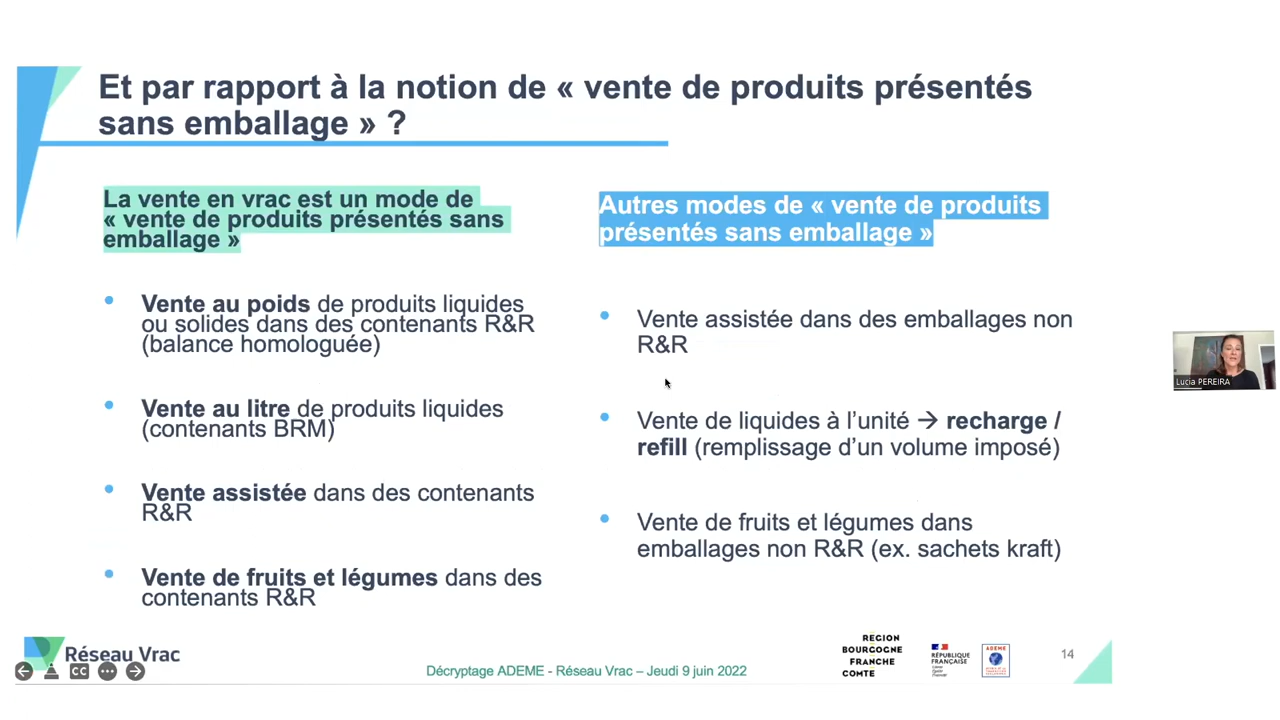 Et par rapport à la notion de « vente de produits présentés
sans emballage » ?
La vente en vrac est un mode de
« vente de produits présentés sans
emballage »
Vente au poids de produits liquides
ou solides dans des contenants R&R
(balance homologuée)
Vente au litre de produits liquides
(contenants BRM)
Vente assistée dans des contenants
R&R
Vente de fruits et légumes dans des
contenants R&R
Autres modes de « vente de produits
présentés sans emballage »
Vente assistée dans des emballages non
R&R
Vente de liquides à l’unité → recharge /
refill (remplissage d’un volume imposé)
Vente de fruits et légumes dans
emballages non R&R (ex. sachets kraft)
Lucia PEREIRA
Réseau Vrac
CC
Décryptage ADEME - Réseau Vrac – Jeudi 9 juin 2022
REGION
BOURGOGNE
FRANCHE
COMTE
RÉPUBLIQUE
FRANÇAISE
ADEME
14